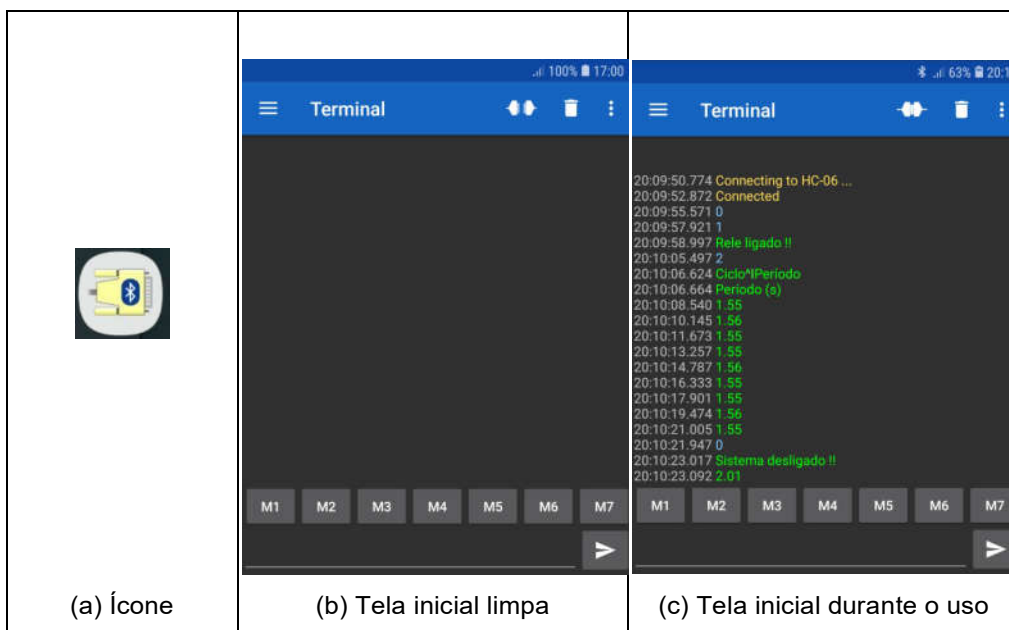 100% 17:00
Terminal
M1 M2 M3 M4 M5 M6 M7
63% 20:1
Terminal
20:09:50.774 Connecting to HC-06 ...
20:09:52.872 Connected
20:09:55.571 0
20:09:57.921 1
20:09:58.997 Rele ligado !!
20:10:05.497 2
20:10:06.624 Ciclo^IPeríodo
20:10:06.664 Periodo (s)
20:10:08.540 1.55
20:10:10.145 1.56
20:10:11.673 1.55
20:10:13.257 1.55
20:10:14.787 1.56
20:10:16.333 1.55
20:10:17.901 1.55
20:10:19.474 1.56
20:10:21.005 1.55
20:10:21.947 0
20:10:23.017 Sistema desligado !!
20:10:23.092 2.01
M1 M2 M3 M4 M5 M6 M7
(a) Ícone
(b) Tela inicial limpa
(c) Tela inicial durante o uso